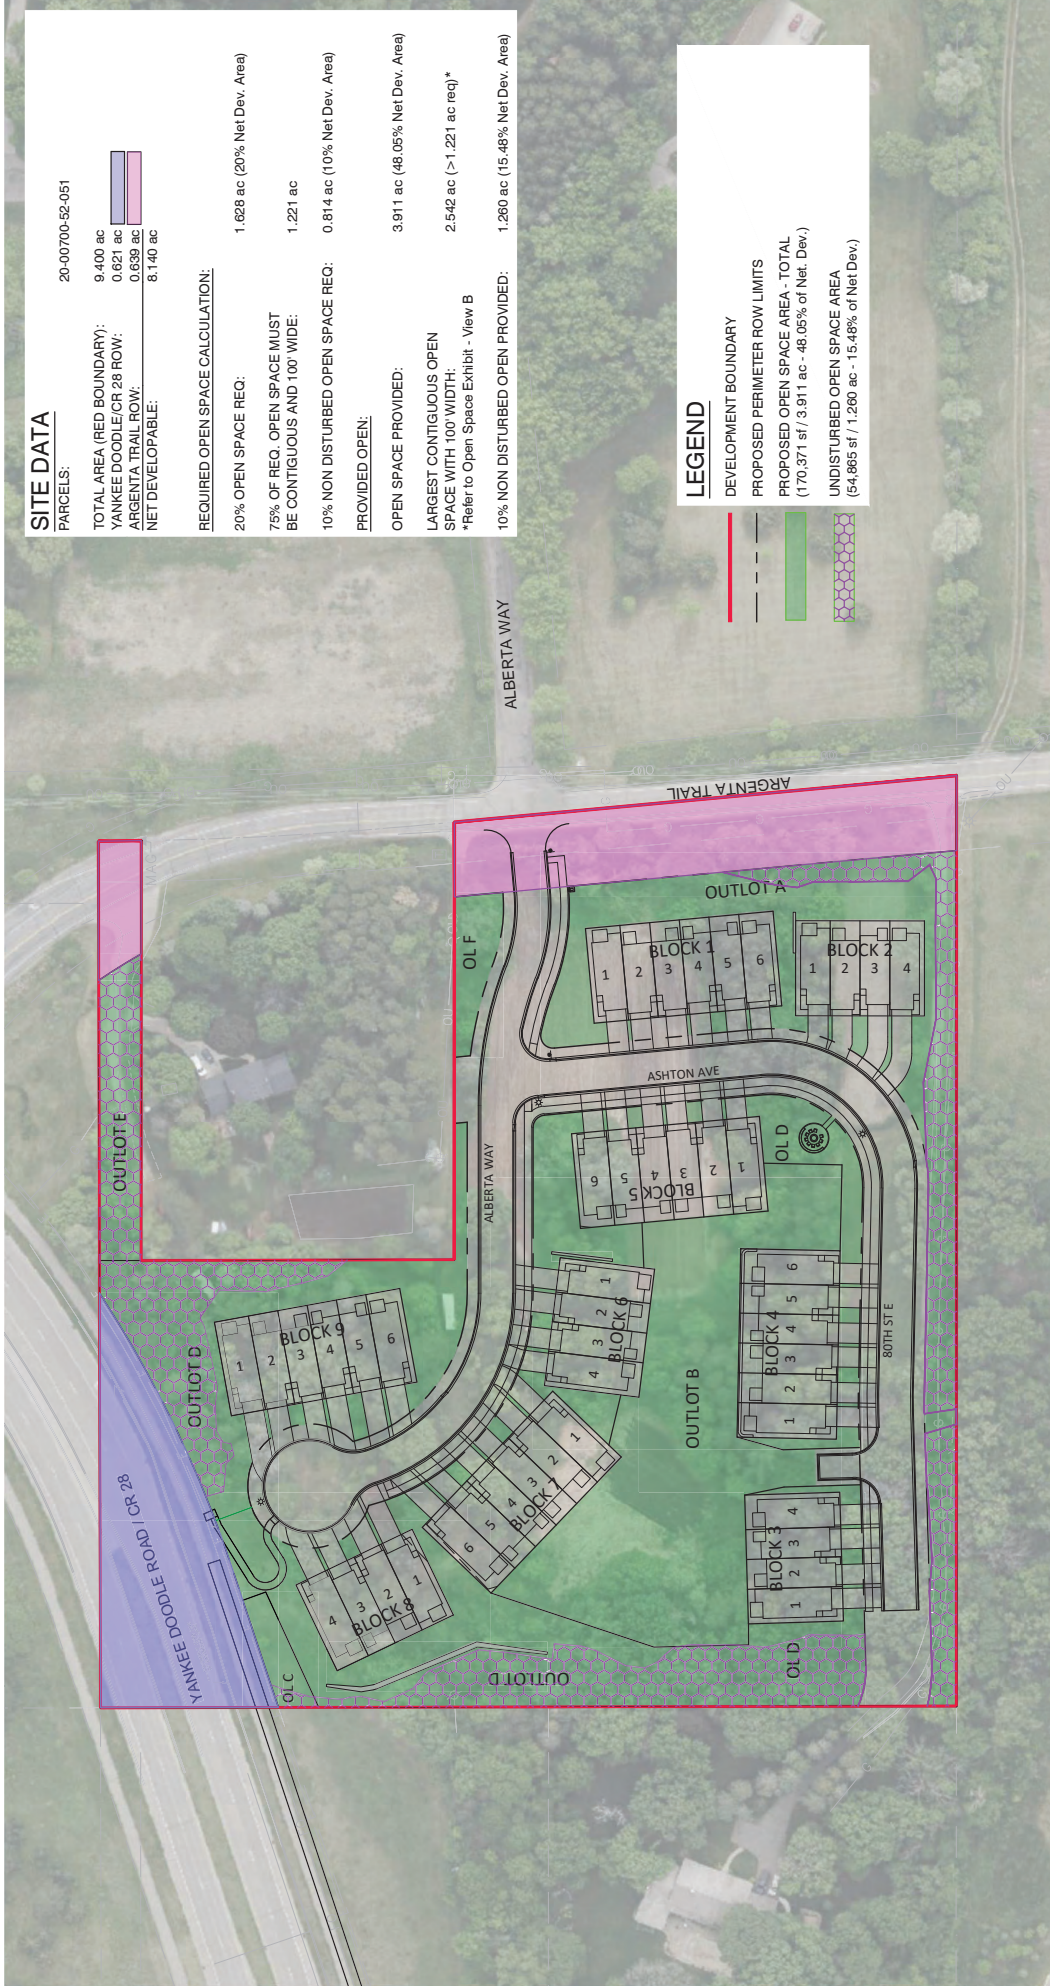 SITE DATA
PARCELS: 20-00700-52-051
TOTAL AREA (RED BOUNDARY): 9.400 ac
YANKEE DOODLE/CR 28 ROW: 0.621 ac
ARGENTA TRAIL ROW: 0.639 ac
NET DEVELOPABLE: 8.140 ac
REQUIRED OPEN SPACE CALCULATION:
20% OPEN SPACE REQ: 1.628 ac (20% Net Dev. Area)
75% OF REQ. OPEN SPACE MUST
BE CONTIGUOUS AND 100' WIDE: 1.221 ac
10% NON DISTURBED OPEN SPACE REQ: 0.814 ac (10% Net Dev. Area)
PROVIDED OPEN:
OPEN SPACE PROVIDED: 3.911 ac (48.05% Net Dev. Area)
LARGEST CONTIGUOUS OPEN
SPACE WITH 100' WIDTH: 2.542 ac (>1.221 ac req)*
*Refer to Open Space Exhibit - View B
10% NON DISTURBED OPEN PROVIDED: 1.260 ac (15.48% Net Dev. Area)
LEGEND
DEVELOPMENT BOUNDARY
PROPOSED PERIMETER ROW LIMITS
PROPOSED OPEN SPACE AREA - TOTAL
(170,371 sf / 3.911 ac - 48.05% of Net. Dev.)
UNDISTURBED OPEN SPACE AREA
(54,865 sf / 1.260 ac - 15.48% of Net Dev.)
ALBERTA WAY
ARGENTA TRAIL
YANKEE DOODLE ROAD / CR 28
OUTLOT E
OUTLOT D
OL C
OL F
OUTLOT A
ALBERTA WAY
ASHTON AVE
80TH ST E
OUTLOT B
OL D
OL D
OUTLOT D
BLOCK 1
1
2
3
4
5
6
BLOCK 2
1
2
3
4
BLOCK 3
1
2
3
4
BLOCK 4
1
2
3
4
5
6
BLOCK 5
1
2
3
4
5
6
BLOCK 6
1
2
3
4
BLOCK 7
1
2
3
4
5
6
BLOCK 8
1
2
3
4
BLOCK 9
1
2
3
4
5
6